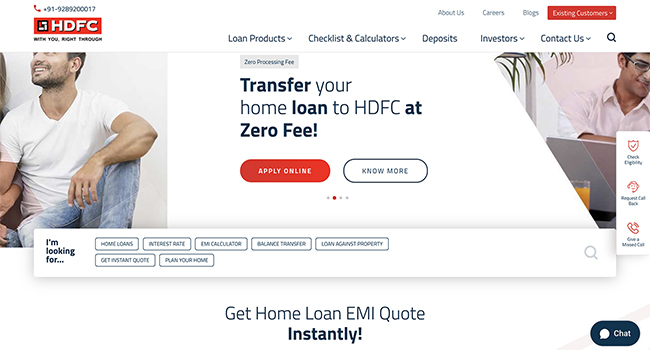 +91-9289200017
About Us
Careers
Blogs
Existing Customers
HDFC
WITH YOU, RIGHT THROUGH
Loan Products
Checklist & Calculators
Deposits
Investors
Contact Us
Zero Processing Fee
Transfer your
home loan to HDFC at
Zero Fee!
APPLY ONLINE
KNOW MORE
Check
Eligibility
Request Call
Back
Give a
Missed Call
I'm
looking
for...
HOME LOANS
INTEREST RATE
EMI CALCULATOR
BALANCE TRANSFER
LOAN AGAINST PROPERTY
GET INSTANT QUOTE
PLAN YOUR HOME
Get Home Loan EMI Quote
Instantly!
Chat